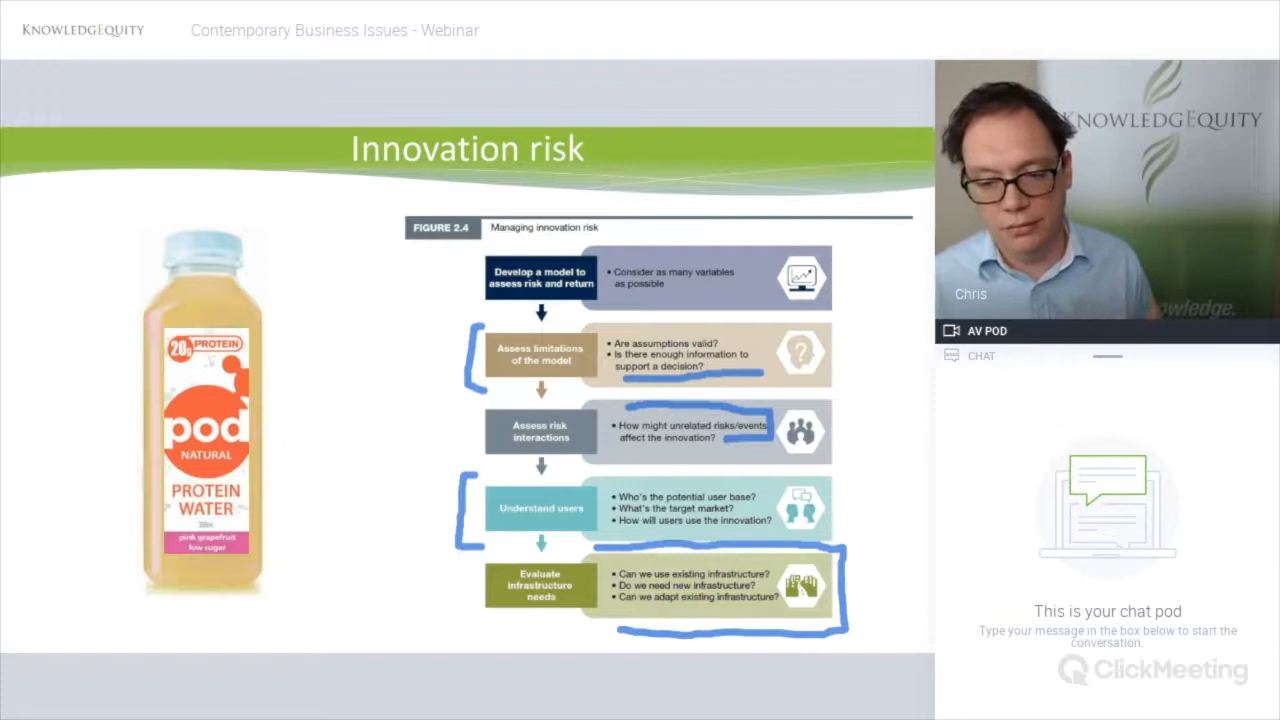 KNOWLEDGEQUITY
Contemporary Business Issues - Webinar
Innovation risk
20g PROTEIN
pod
NATURAL
PROTEIN
WATER
pink grapefruit
low sugar
FIGURE 2.4 Managing innovation risk
Develop a model to
assess risk and return
• Consider as many variables
as possible
Assess limitations
of the model
• Are assumptions valid?
• Is there enough information to
support a decision?
Assess risk
interactions
• How might unrelated risks/events
affect the innovation?
Understand users
• Who's the potential user base?
• What's the target market?
• How will users use the innovation?
Evaluate
infrastructure
needs
• Can we use existing infrastructure?
• Do we need new infrastructure?
• Can we adapt existing infrastructure?
KNOWLEDGEQUITY
owledge.
Chris
AV POD
CHAT
This is your chat pod
Type your message in the box below to start the
conversation.
ClickMeeting